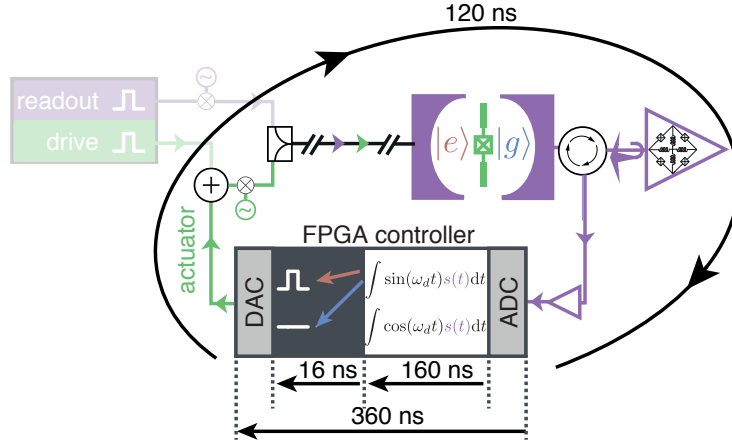 120 ns
readout
drive
|e⟩ |g⟩
actuator
FPGA controller
DAC
∫ sin(ω_d t)s(t)dt
∫ cos(ω_d t)s(t)dt
ADC
16 ns
160 ns
360 ns